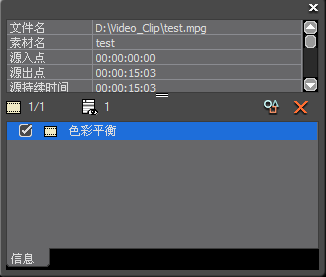 文件名 D:\Video_Clip\test.mpg
素材名 test
源入点 00:00:00:00
源出点 00:00:15:03
源持续时间 00:00:15:03
1/1 1
色彩平衡
信息